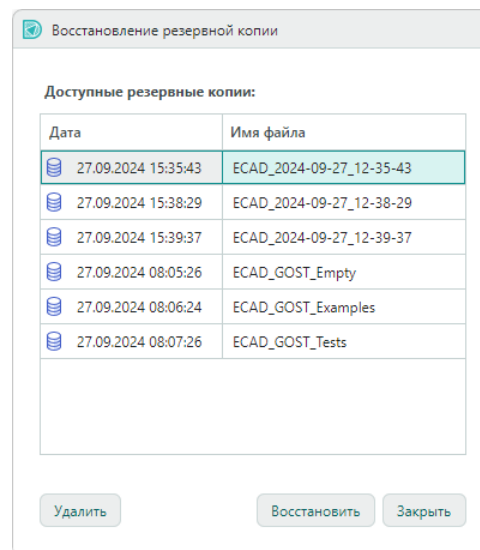 Восстановление резервной копии
Доступные резервные копии:
Дата Имя файла
27.09.2024 15:35:43 ECAD_2024-09-27_12-35-43
27.09.2024 15:38:29 ECAD_2024-09-27_12-38-29
27.09.2024 15:39:37 ECAD_2024-09-27_12-39-37
27.09.2024 08:05:26 ECAD_GOST_Empty
27.09.2024 08:06:24 ECAD_GOST_Examples
27.09.2024 08:07:26 ECAD_GOST_Tests
Удалить Восстановить Закрыть